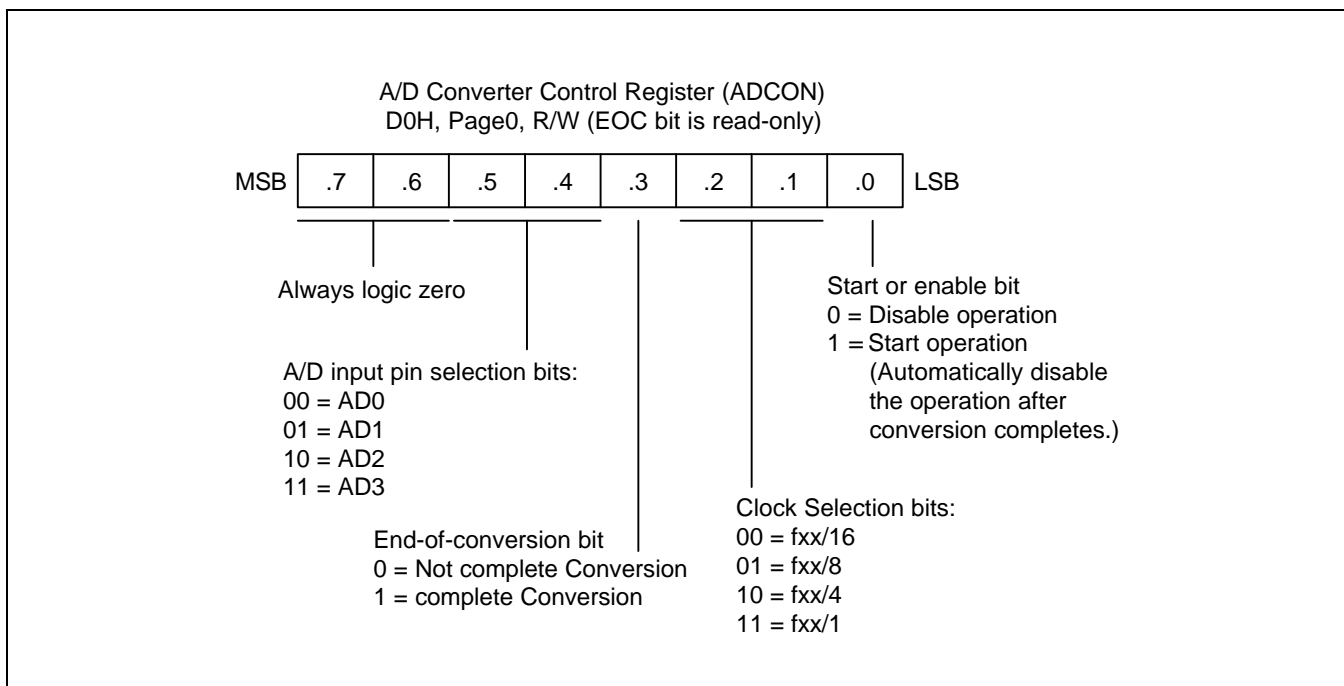 A/D Converter Control Register (ADCON)
D0H, Page0, R/W (EOC bit is read-only)
MSB .7 .6 .5 .4 .3 .2 .1 .0 LSB
Always logic zero
A/D input pin selection bits:
00 = AD0
01 = AD1
10 = AD2
11 = AD3
End-of-conversion bit
0 = Not complete Conversion
1 = complete Conversion
Clock Selection bits:
00 = fxx/16
01 = fxx/8
10 = fxx/4
11 = fxx/1
Start or enable bit
0 = Disable operation
1 = Start operation
(Automatically disable
the operation after
conversion completes.)